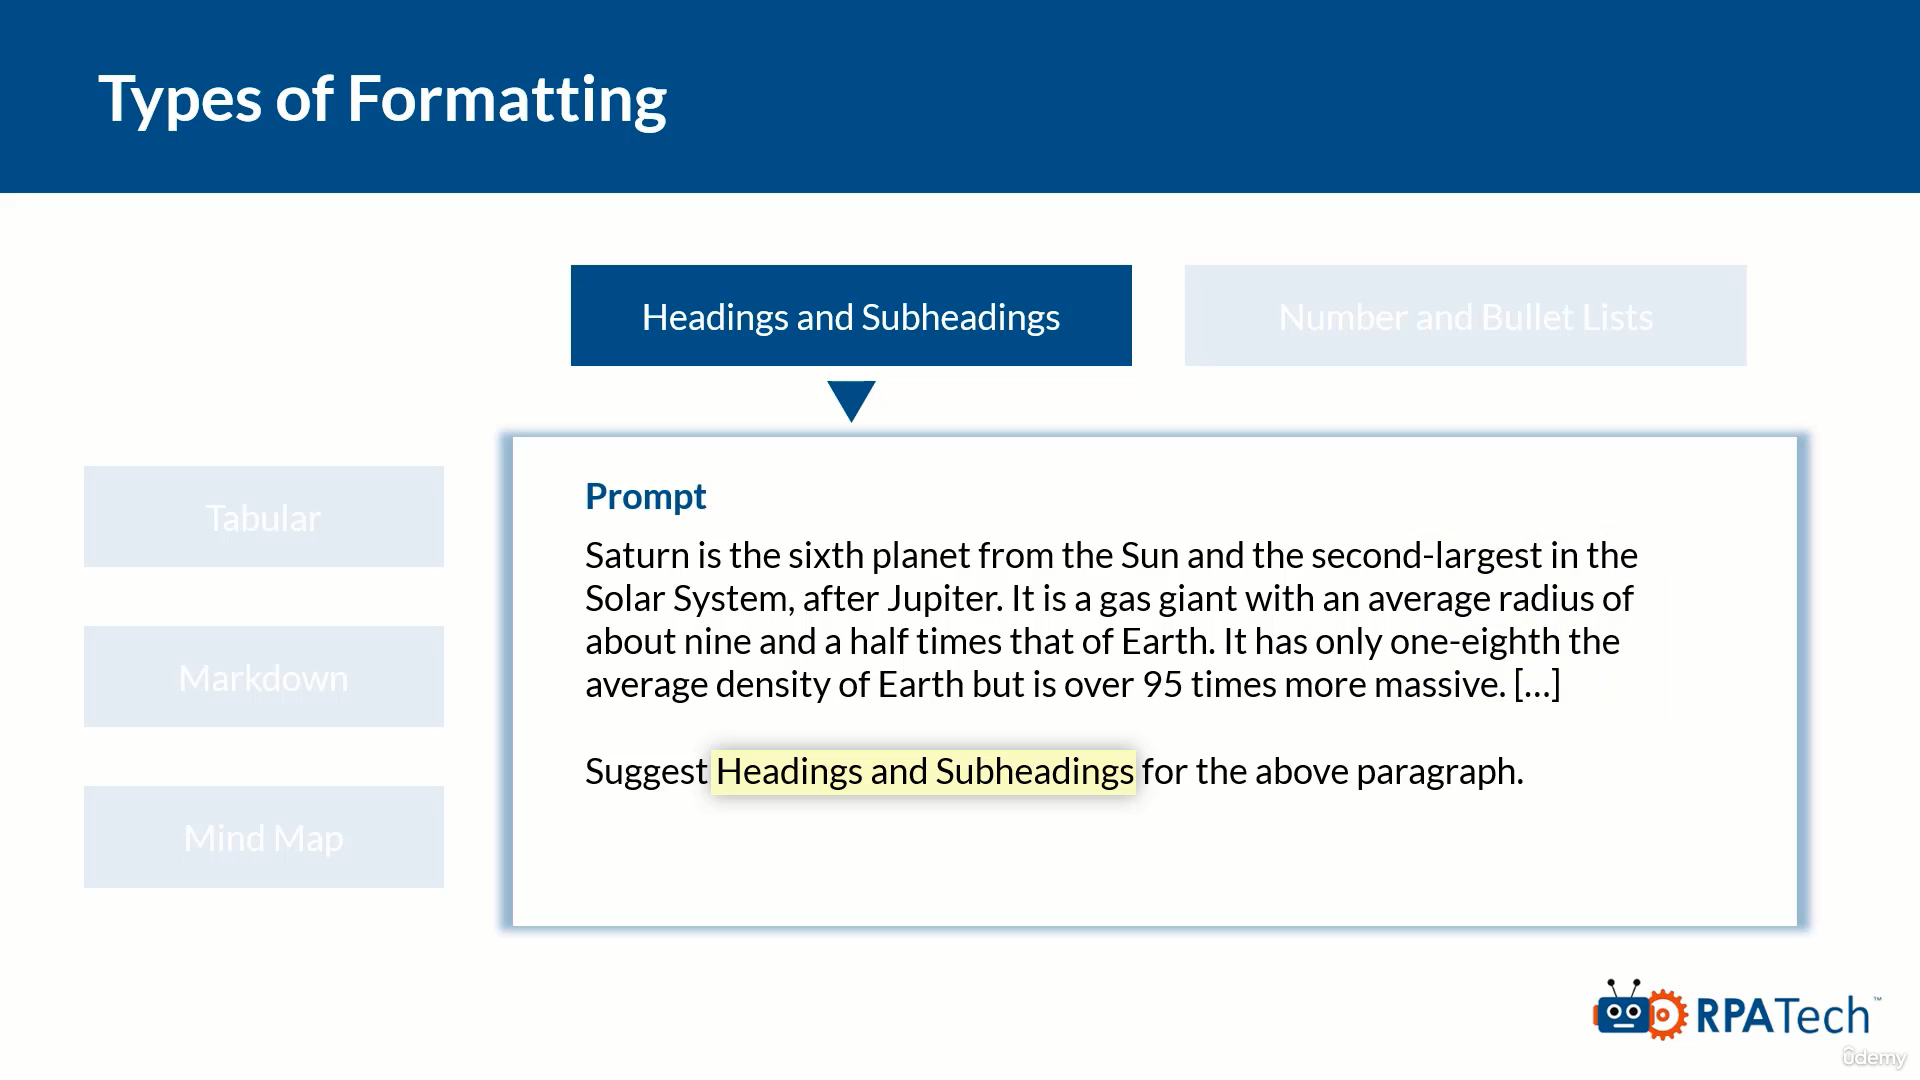 Types of Formatting
Headings and Subheadings
Number and Bullet Lists
Tabular
Markdown
Mind Map
Prompt
Saturn is the sixth planet from the Sun and the second-largest in the
Solar System, after Jupiter. It is a gas giant with an average radius of
about nine and a half times that of Earth. It has only one-eighth the
average density of Earth but is over 95 times more massive. [...]
Suggest Headings and Subheadings for the above paragraph.
RPATech™
ûdemy